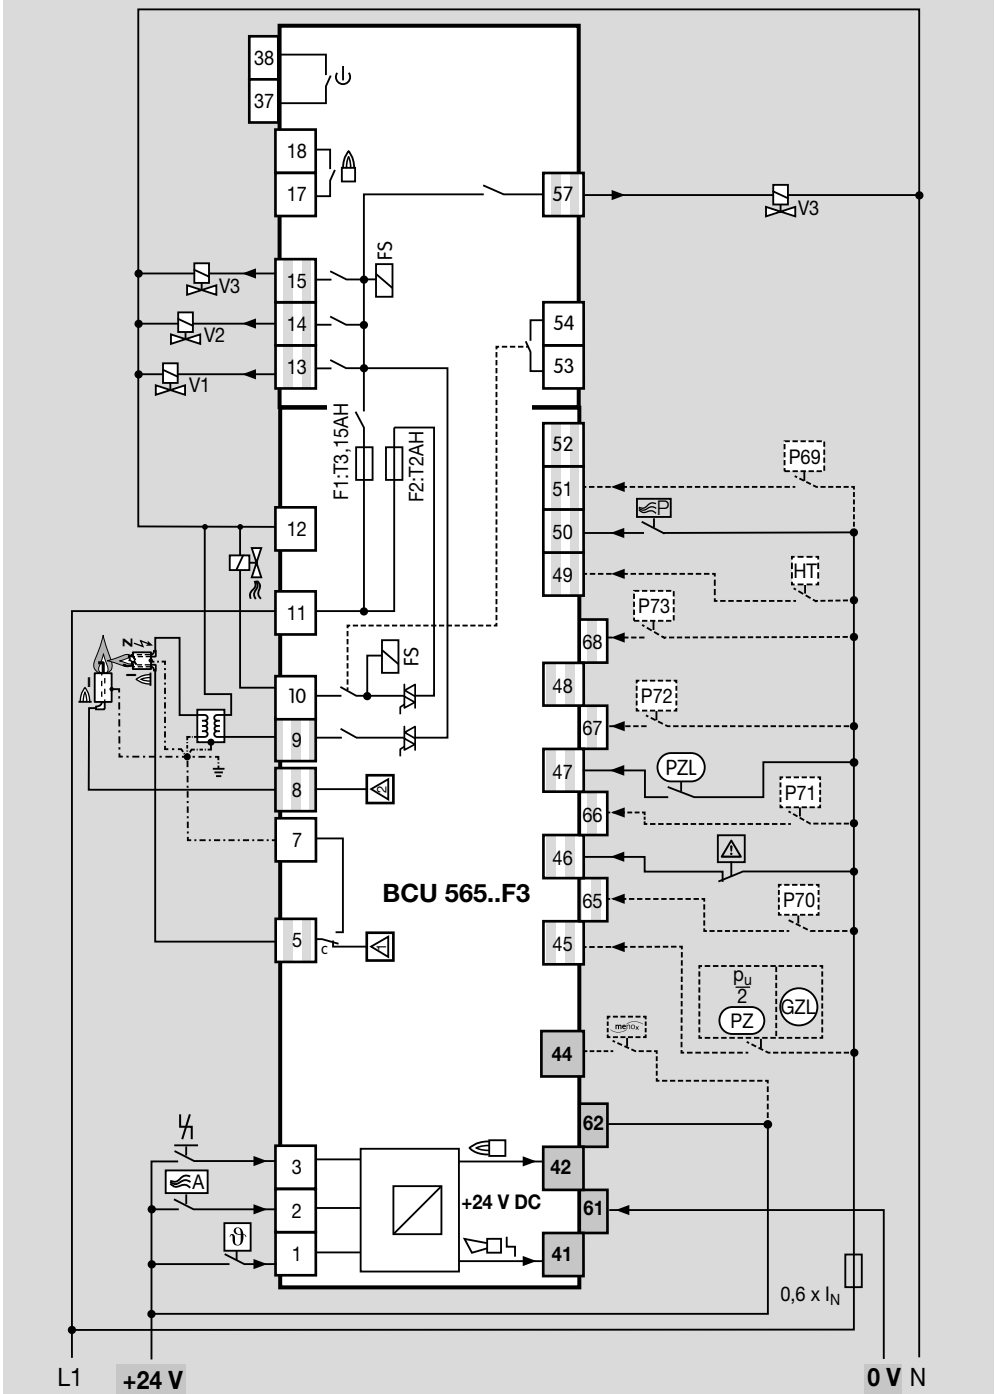 38
37
18
17
57
V3
FS
15
V3
54
14
V2
53
13
V1
F1:T3,15AH
F2:T2AH
52
P69
51
P
50
12
49
HT
P73
11
68
Z
I
FS
48
P72
10
67
9
PZL
47
P71
8
2
66
7
46
BCU 565..F3
P70
65
5
c
1
45
pu
2
PZ
GZL
menox
44
62
3
42
A
+24 V DC
2
61
ϑ
1
41
0,6 x IN
L1
+24 V
0 V
N